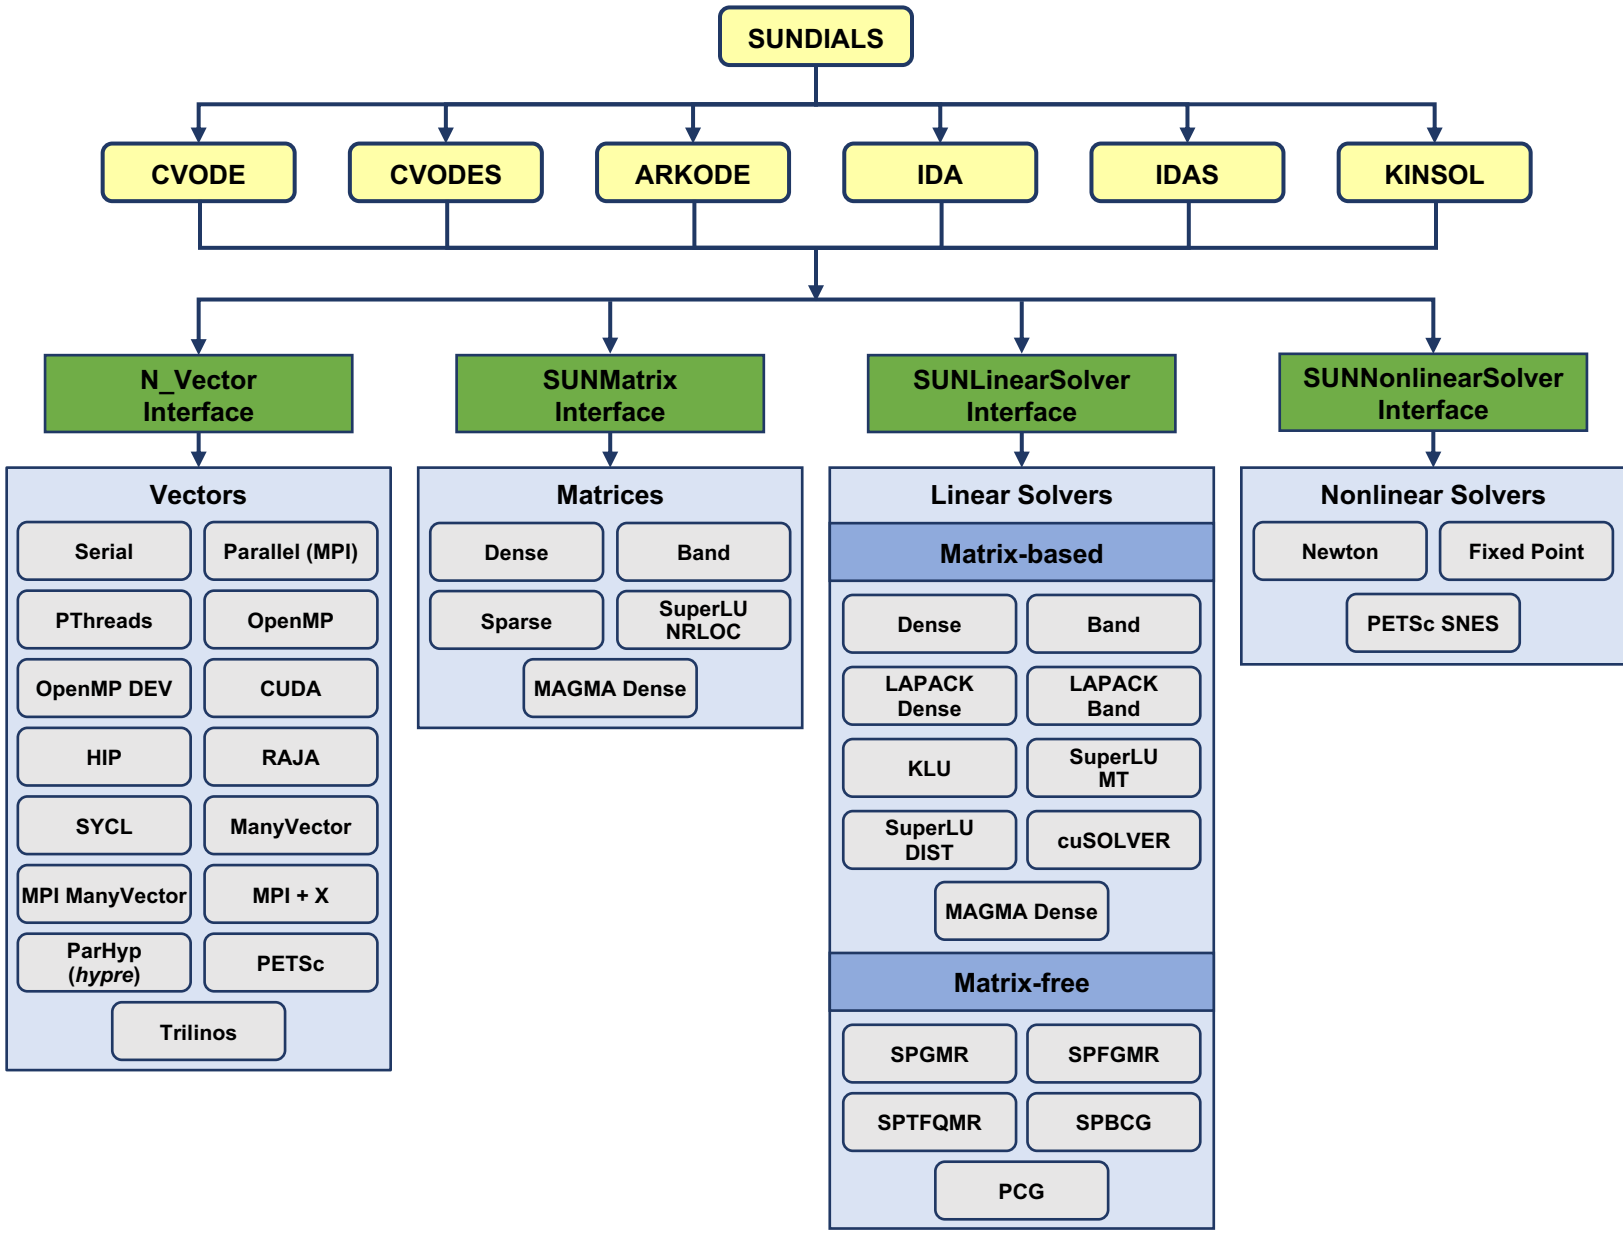 SUNDIALS
CVODE
CVODES
ARKODE
IDA
IDAS
KINSOL
N_Vector
Interface
SUNMatrix
Interface
SUNLinearSolver
Interface
SUNNonlinearSolver
Interface
Vectors
Serial
Parallel (MPI)
PThreads
OpenMP
OpenMP DEV
CUDA
HIP
RAJA
SYCL
ManyVector
MPI ManyVector
MPI + X
ParHyp
(hypre)
PETSc
Trilinos
Matrices
Dense
Band
Sparse
SuperLU
NRLOC
MAGMA Dense
Linear Solvers
Matrix-based
Dense
Band
LAPACK
Dense
LAPACK
Band
KLU
SuperLU
MT
SuperLU
DIST
cuSOLVER
MAGMA Dense
Matrix-free
SPGMR
SPFGMR
SPTFQMR
SPBCG
PCG
Nonlinear Solvers
Newton
Fixed Point
PETSc SNES